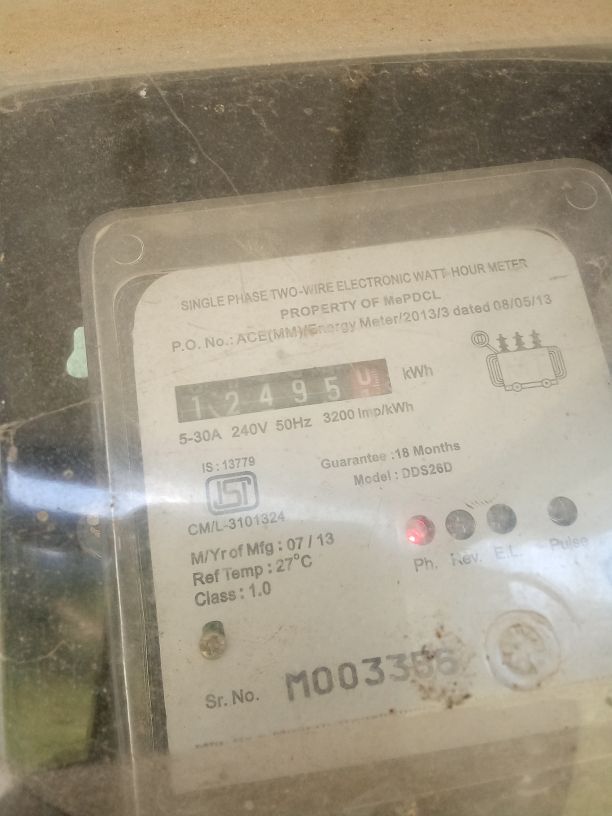 SINGLE PHASE TWO-WIRE ELECTRONIC WATT-HOUR METER
PROPERTY OF MePDCL
P.O. No.: ACE(MM)/Energy Meter/2013/3 dated 08/05/13
12495 kWh
5-30A 240V 50Hz 3200 Imp/kWh
IS : 13779
Guarantee :18 Months
Model : DDS26D
ISI
CM/L-3101324
M/Yr of Mfg : 07 / 13
Ref Temp : 27°C
Class : 1.0
Ph. Rev. E.L. Pulse
Sr. No.